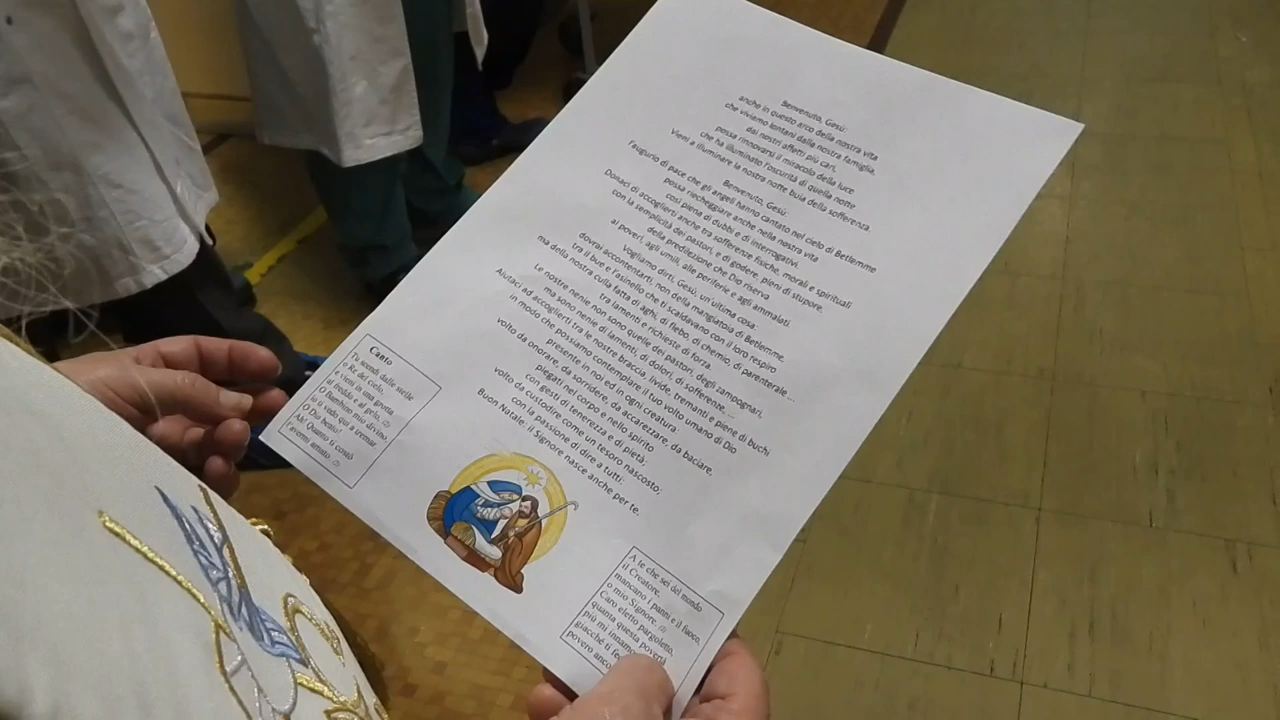 Benvenuto, Gesù:
anche in questo arco della nostra vita
che viviamo lontani dalla nostra famiglia,
dai nostri affetti più cari,
possa rinnovarsi il miracolo della luce
che ha illuminato l'oscurità di quella notte
Vieni a illuminare la nostra notte buia della sofferenza.
Benvenuto, Gesù:
l'augurio di pace che gli angeli hanno cantato nel cielo di Betlemme
possa riecheggiare anche nella nostra vita
così piena di dubbi e di interrogativi.
Donaci di accoglierti anche tra sofferenze fisiche, morali e spirituali
con la semplicità dei pastori, e di godere, pieni di stupore,
della predilezione che Dio riserva
ai poveri, agli umili, alle periferie e agli ammalati.
Vogliamo dirti, Gesù, un'ultima cosa:
dovrai accontentarti, non della mangiatoia di Betlemme,
tra il bue e l'asinello che ti scaldavano con il loro respiro
ma della nostra culla fatta di aghi, di flebo, di chemio, di parenterale...
tra lamenti e richieste di forza.
Le nostre nenie non sono quelle dei pastori, degli zampognari,
ma sono nenie di lamenti, di dolori, di sofferenze, ...
Aiutaci ad accoglierti tra le nostre braccia, livide, tremanti e piene di buchi
in modo che possiamo contemplare il tuo volto umano di Dio
presente in noi ed in ogni creatura
volto da onorare, da sorridere, da accarezzare, da baciare,
piegati nel corpo e nello spirito
con gesti di tenerezza e di pietà;
volto da custodire come un tesoro nascosto,
con la passione di dire a tutti:
Buon Natale: il Signore nasce anche per te.
Canto
Tu scendi dalle stelle
o Re del cielo,
e vieni in una grotta
al freddo e al gelo. (2)
O Bambino mio divino,
io ti vedo qui a tremar
O Dio beato!
Ah! Quanto ti costò
l'avermi amato. (2)
A te che sei del mondo
il Creatore,
mancano i panni e il fuoco,
o mio Signore. (2)
Caro eletto pargoletto,
quanta questa povertà
più mi innamo
giacché ti fe
povero anco